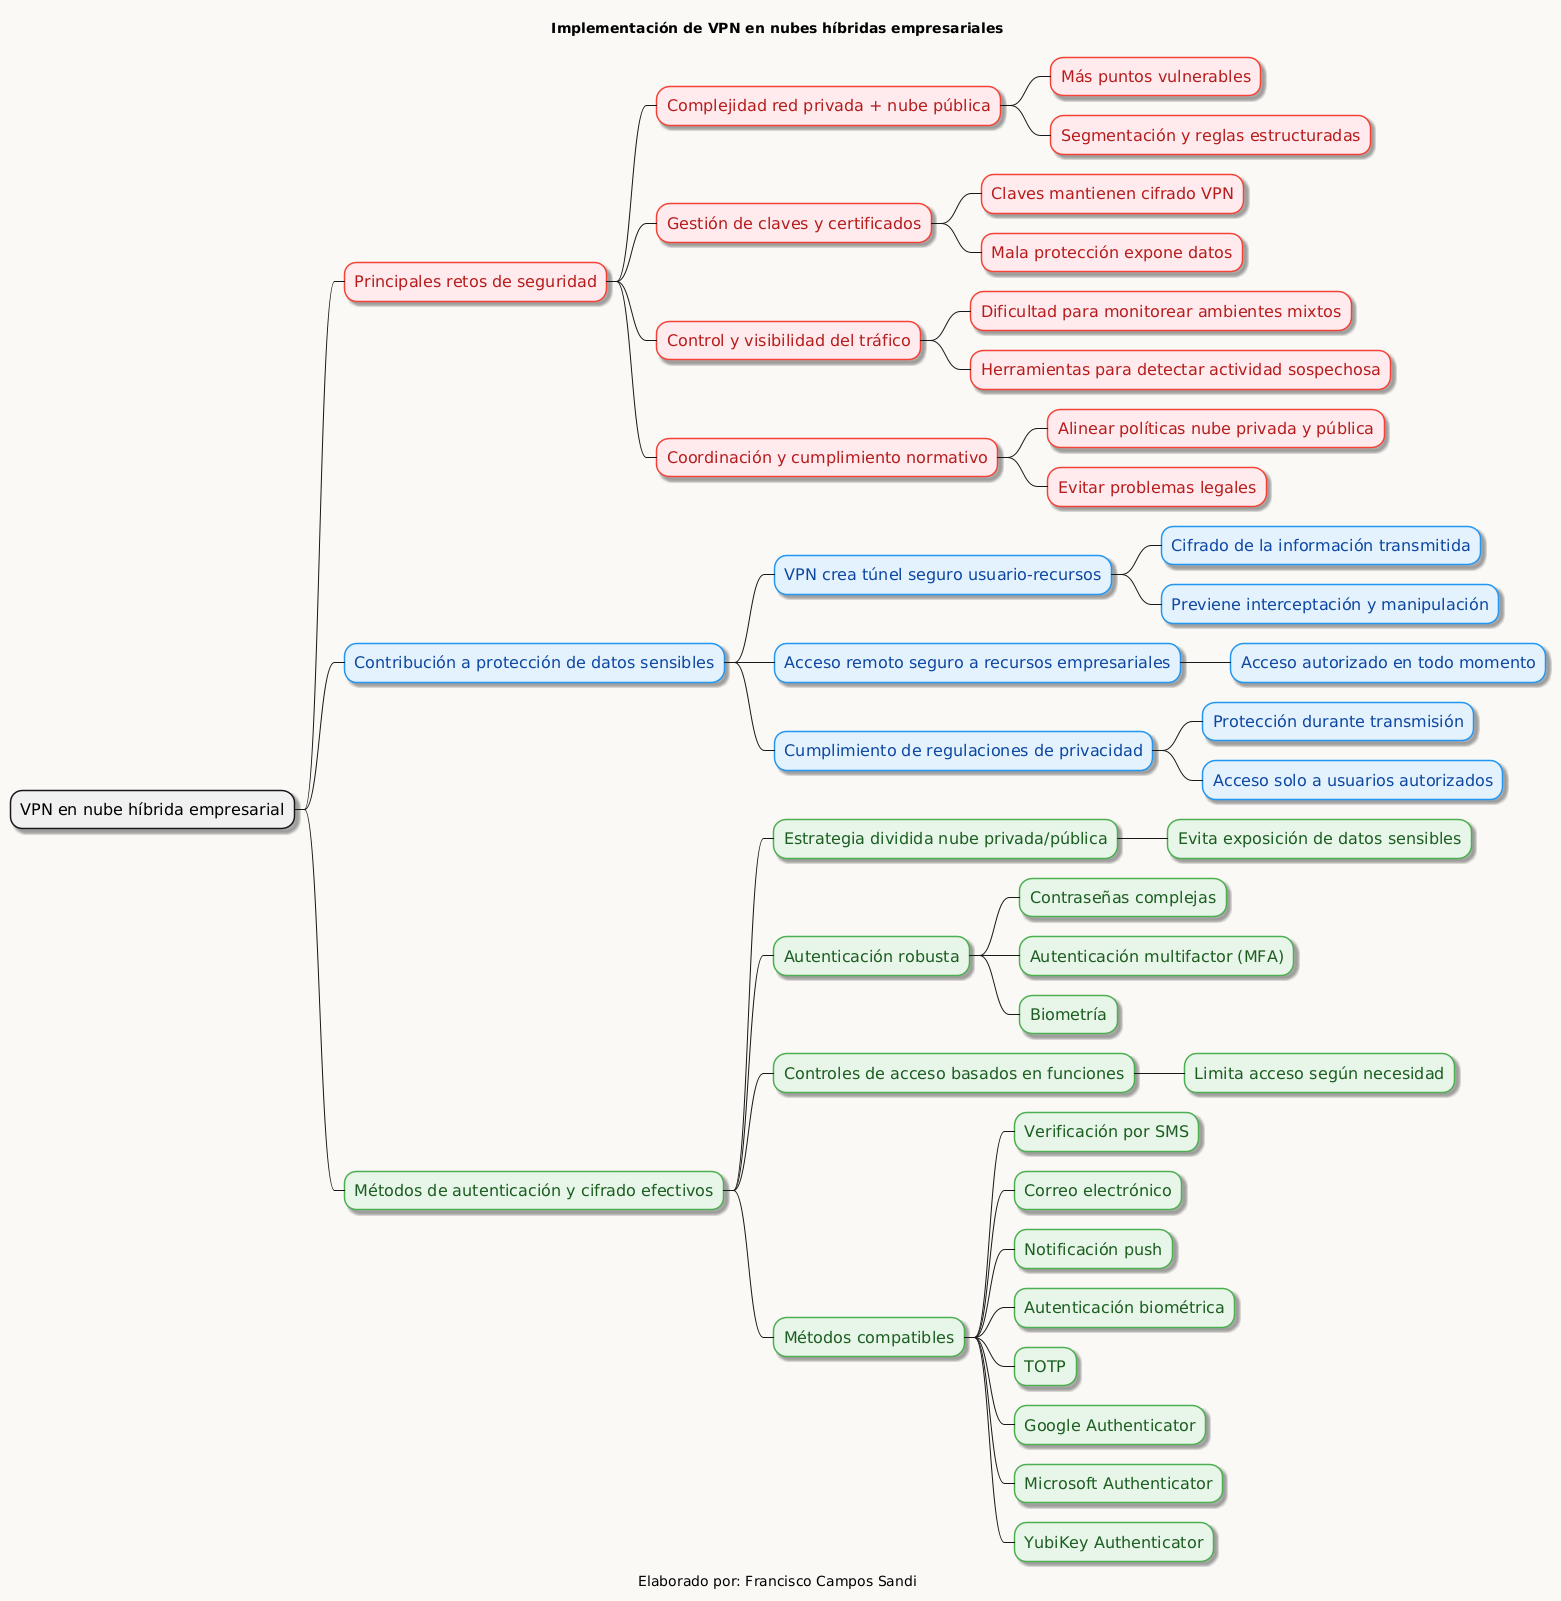 Implementación de VPN en nubes híbridas empresariales
VPN en nube híbrida empresarial
Principales retos de seguridad
Complejidad red privada + nube pública
Más puntos vulnerables
Segmentación y reglas estructuradas
Gestión de claves y certificados
Claves mantienen cifrado VPN
Mala protección expone datos
Control y visibilidad del tráfico
Dificultad para monitorear ambientes mixtos
Herramientas para detectar actividad sospechosa
Coordinación y cumplimiento normativo
Alinear políticas nube privada y pública
Evitar problemas legales
Contribución a protección de datos sensibles
VPN crea túnel seguro usuario-recursos
Cifrado de la información transmitida
Previene interceptación y manipulación
Acceso remoto seguro a recursos empresariales
Acceso autorizado en todo momento
Cumplimiento de regulaciones de privacidad
Protección durante transmisión
Acceso solo a usuarios autorizados
Métodos de autenticación y cifrado efectivos
Estrategia dividida nube privada/pública
Evita exposición de datos sensibles
Autenticación robusta
Contraseñas complejas
Autenticación multifactor (MFA)
Biometría
Controles de acceso basados en funciones
Limita acceso según necesidad
Métodos compatibles
Verificación por SMS
Correo electrónico
Notificación push
Autenticación biométrica
TOTP
Google Authenticator
Microsoft Authenticator
YubiKey Authenticator
Elaborado por: Francisco Campos Sandi